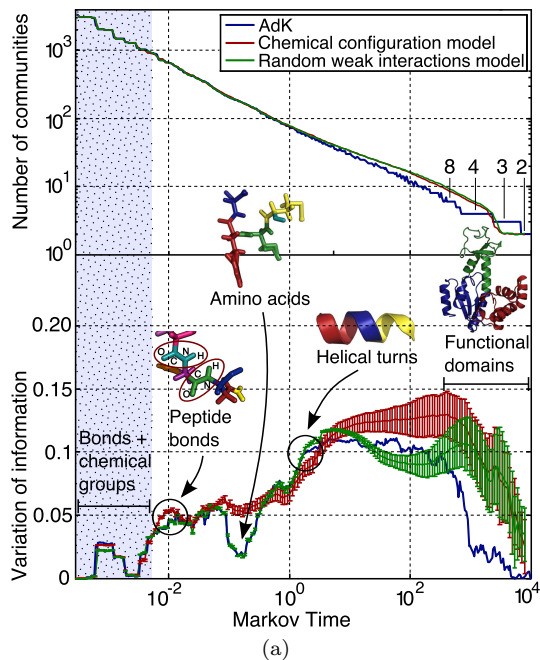 AdK
Chemical configuration model
Random weak interactions model
Number of communities
10^3
10^2
10^1
10^0
8 4 3 2
Amino acids
Helical turns
Functional
domains
Peptide
bonds
O C N H
C N H
O
Bonds +
chemical
groups
Variation of information
0.20
0.15
0.1
0.05
0
10^-2 10^0 10^2 10^4
Markov Time
(a)